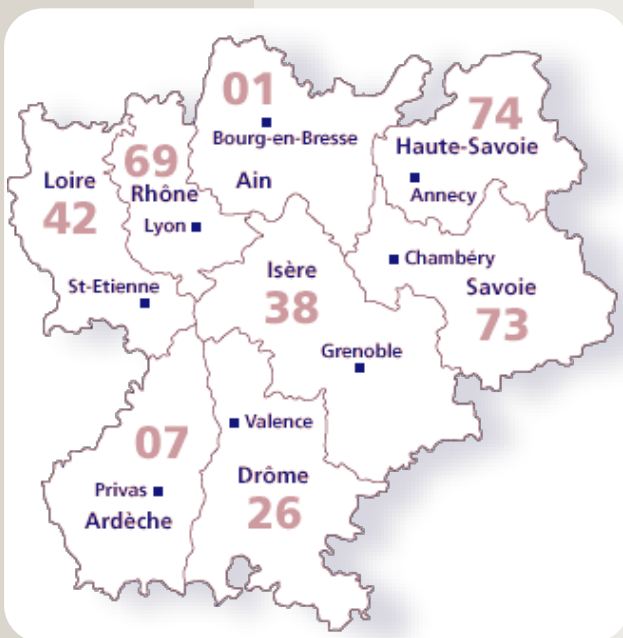 01
Bourg-en-Bresse
Ain
74
Haute-Savoie
Annecy
69
Rhône
Lyon
Loire
42
St-Etienne
Isère
38
Grenoble
Chambéry
Savoie
73
07
Privas
Ardèche
Valence
Drôme
26